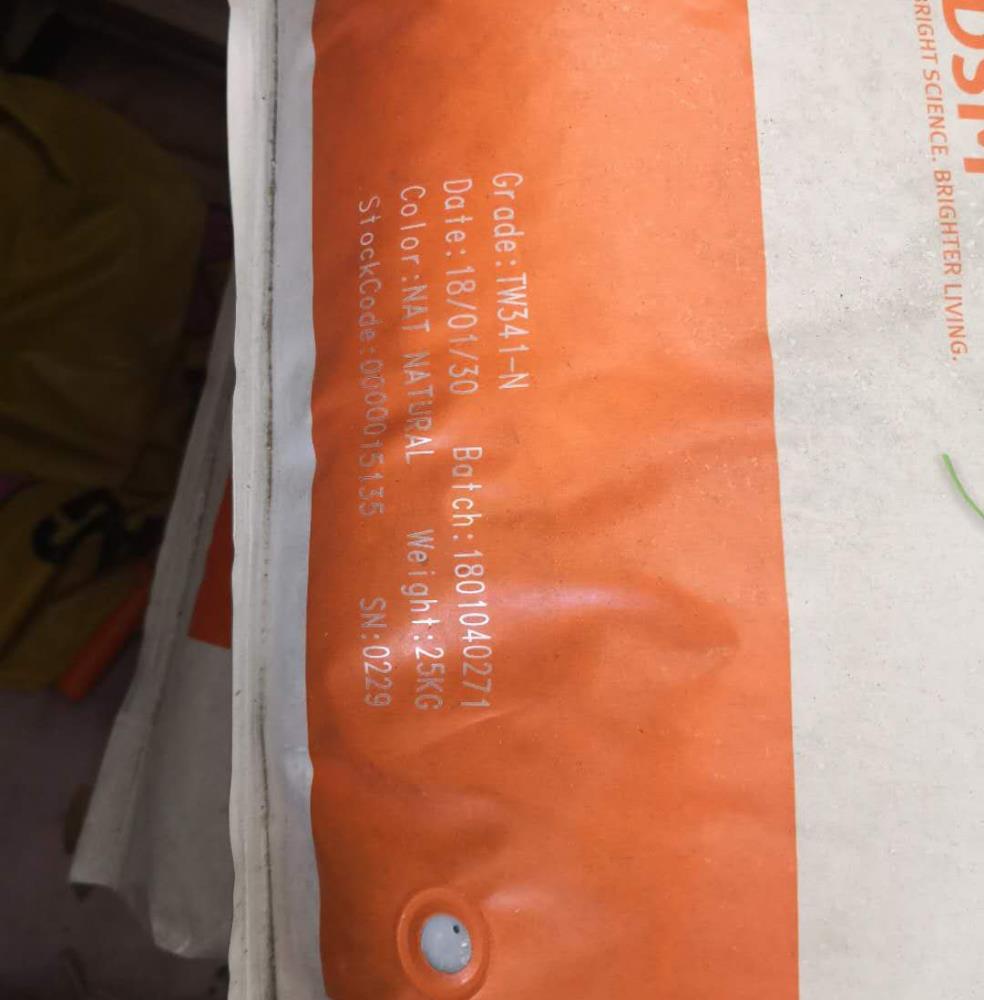 DSM
BRIGHT SCIENCE. BRIGHTER LIVING.
Grade:TW341-N
Date:18/01/30 Batch:1801040271
Color:NAT NATURAL Weight:25KG
StockCode:000015135 SN:0229